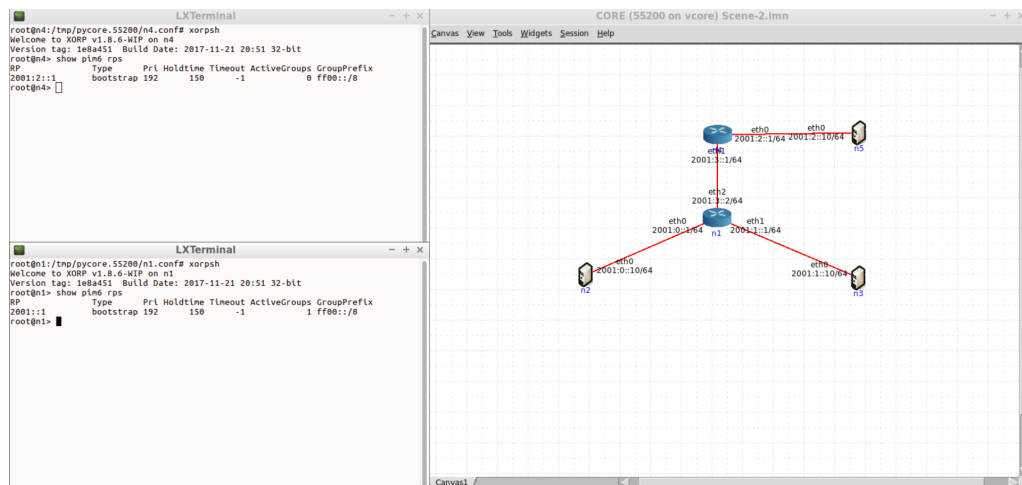 LXTerminal
root@n4:/tmp/pycore.55200/n4.conf# xorpsh
Welcome to XORP v1.8.6-WIP on n4
Version tag: 1e8a451  Build Date: 2017-11-21 20:51 32-bit
root@n4> show pim6 rps
RP Type Pri Holdtime Timeout ActiveGroups GroupPrefix
2001:2::1 bootstrap 192 150 -1 0 ff00::/8
root@n4>
LXTerminal
root@n1:/tmp/pycore.55200/n1.conf# xorpsh
Welcome to XORP v1.8.6-WIP on n1
Version tag: 1e8a451  Build Date: 2017-11-21 20:51 32-bit
root@n1> show pim6 rps
RP Type Pri Holdtime Timeout ActiveGroups GroupPrefix
2001::1 bootstrap 192 150 -1 1 ff00::/8
root@n1>
CORE (55200 on vcore) Scene-2.imn
Canvas View Tools Widgets Session Help
eth0
2001:2::1/64
eth0
2001:2::10/64
n5
eth1
2001:3::1/64
eth2
2001:3::2/64
n1
eth0
2001:0::1/64
eth1
2001:1::1/64
eth0
2001:0::10/64
n2
eth0
2001:1::10/64
n3
Canvas1